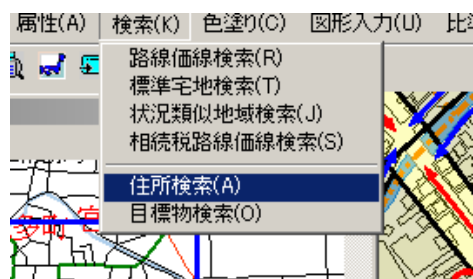 属性(A) 検索(K) 色塗り(C) 図形入力(U)
路線価線検索(R)
標準宅地検索(T)
状況類似地域検索(J)
相続税路線価線検索(S)
住所検索(A)
目標物検索(O)
多町